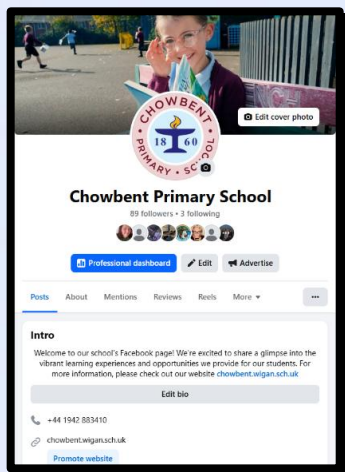 CHOWBENT
18 60
PRIMARY • SCHOOL
Edit cover photo
Chowbent Primary School
89 followers • 3 following
Professional dashboard Edit Advertise
Posts About Mentions Reviews Reels More
Intro
Welcome to our school's Facebook page! We're excited to share a glimpse into the
vibrant learning experiences and opportunities we provide for our students. For
more information, please check out our website chowbent.wigan.sch.uk
Edit bio
+44 1942 883410
chowbent.wigan.sch.uk
Promote website